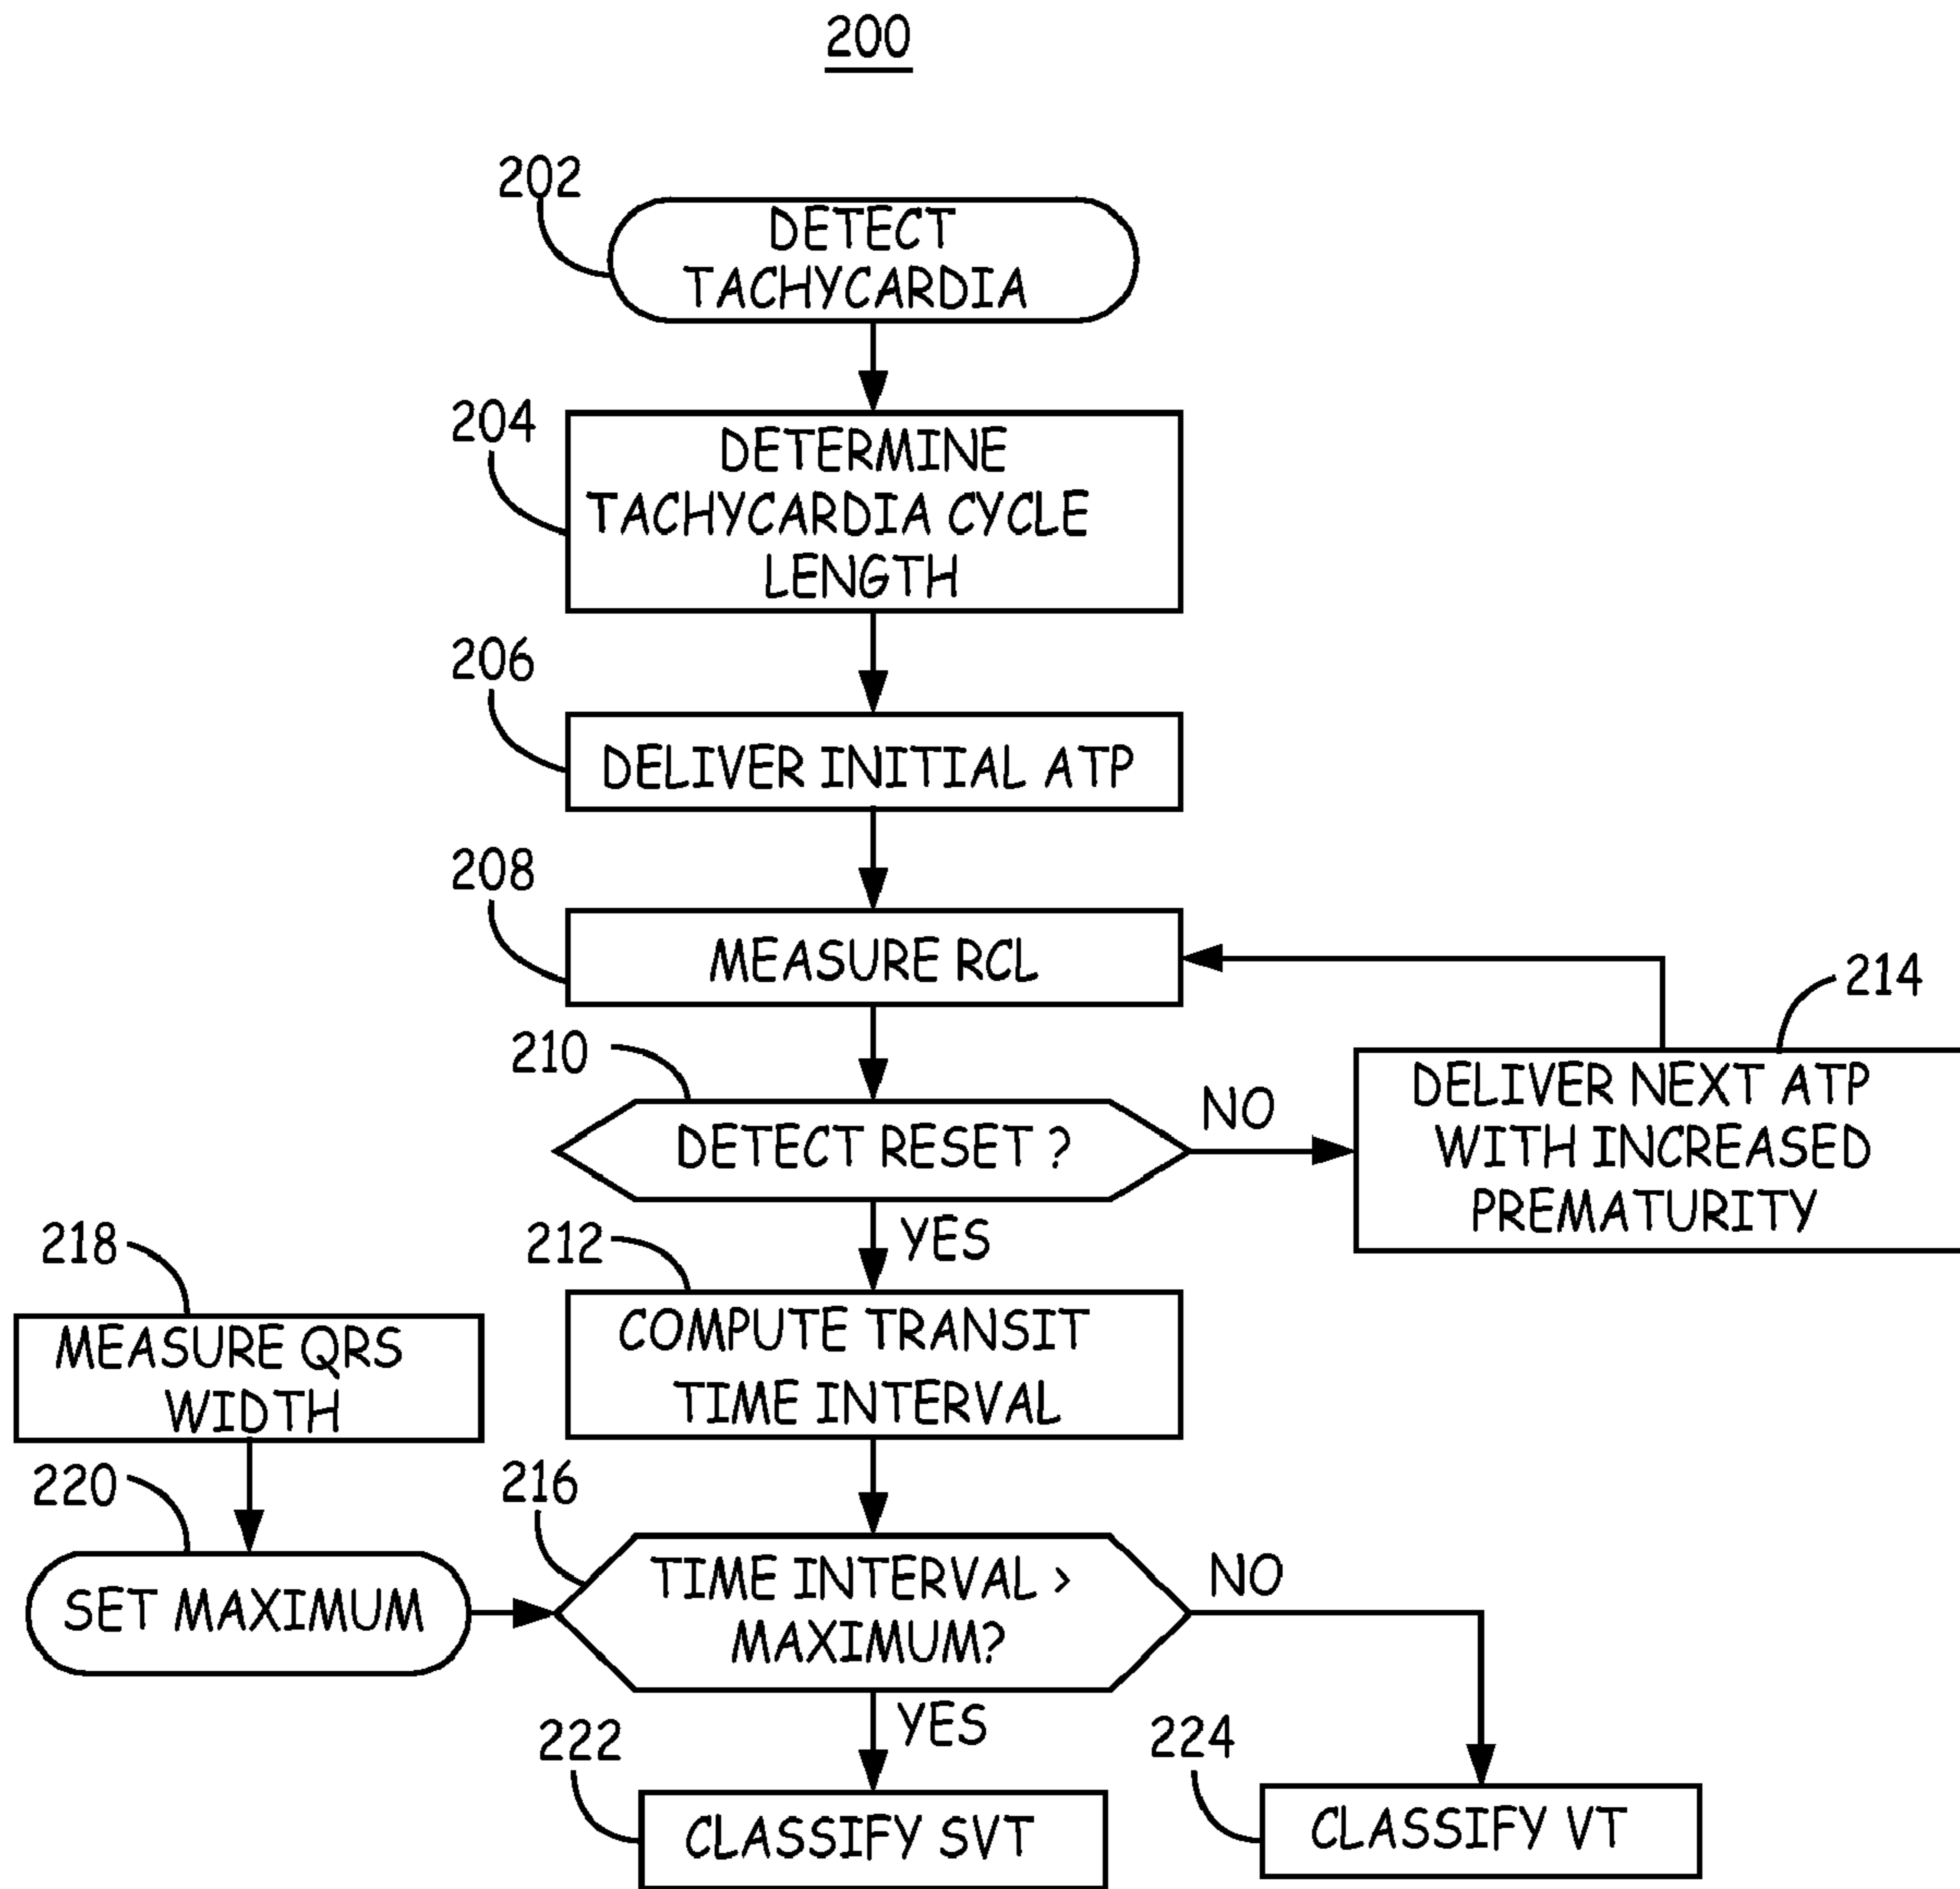 200
202
DETECT
TACHYCARDIA
204
DETERMINE
TACHYCARDIA CYCLE
LENGTH
206
DELIVER INITIAL ATP
208
MEASURE RCL
214
DELIVER NEXT ATP
WITH INCREASED
PREMATURITY
210
DETECT RESET ?
NO
YES
212
COMPUTE TRANSIT
TIME INTERVAL
218
MEASURE QRS
WIDTH
220
SET MAXIMUM
216
TIME INTERVAL >
MAXIMUM?
NO
YES
222
CLASSIFY SVT
224
CLASSIFY VT